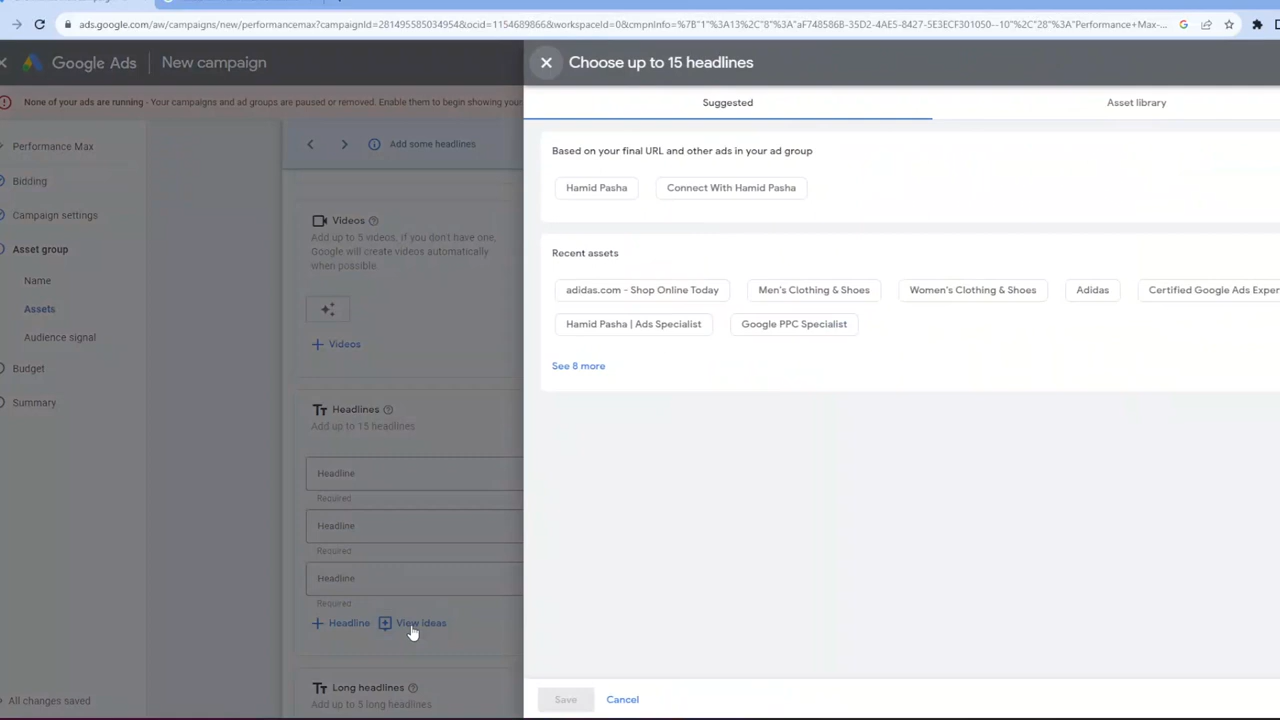 ads.google.com/aw/campaigns/new/performancemax?campaignId=281495585034954&ocid=1154689866&workspaceId=0&cmpnInfo=%7B"1"%3A13%2C"8"%3A"aF748586B-35D2-4AE5-8427-5E3ECF301050--10"%2C"28"%3A"Performance+Max-...
Google Ads
New campaign
Choose up to 15 headlines
None of your ads are running - Your campaigns and ad groups are paused or removed. Enable them to begin showing your
Suggested
Asset library
Performance Max
Bidding
Campaign settings
Asset group
Name
Assets
Audience signal
Budget
Summary
All changes saved
Add some headlines
Videos
Add up to 5 videos, if you don't have one,
Google will create videos automatically
when possible.
Videos
Headlines
Add up to 15 headlines
Headline
Required
Headline
Required
Headline
Required
Headline
View ideas
Long headlines
Add up to 5 long headlines
Based on your final URL and other ads in your ad group
Hamid Pasha
Connect With Hamid Pasha
Recent assets
adidas.com - Shop Online Today
Men's Clothing & Shoes
Women's Clothing & Shoes
Adidas
Certified Google Ads Exper
Hamid Pasha | Ads Specialist
Google PPC Specialist
See 8 more
Save
Cancel